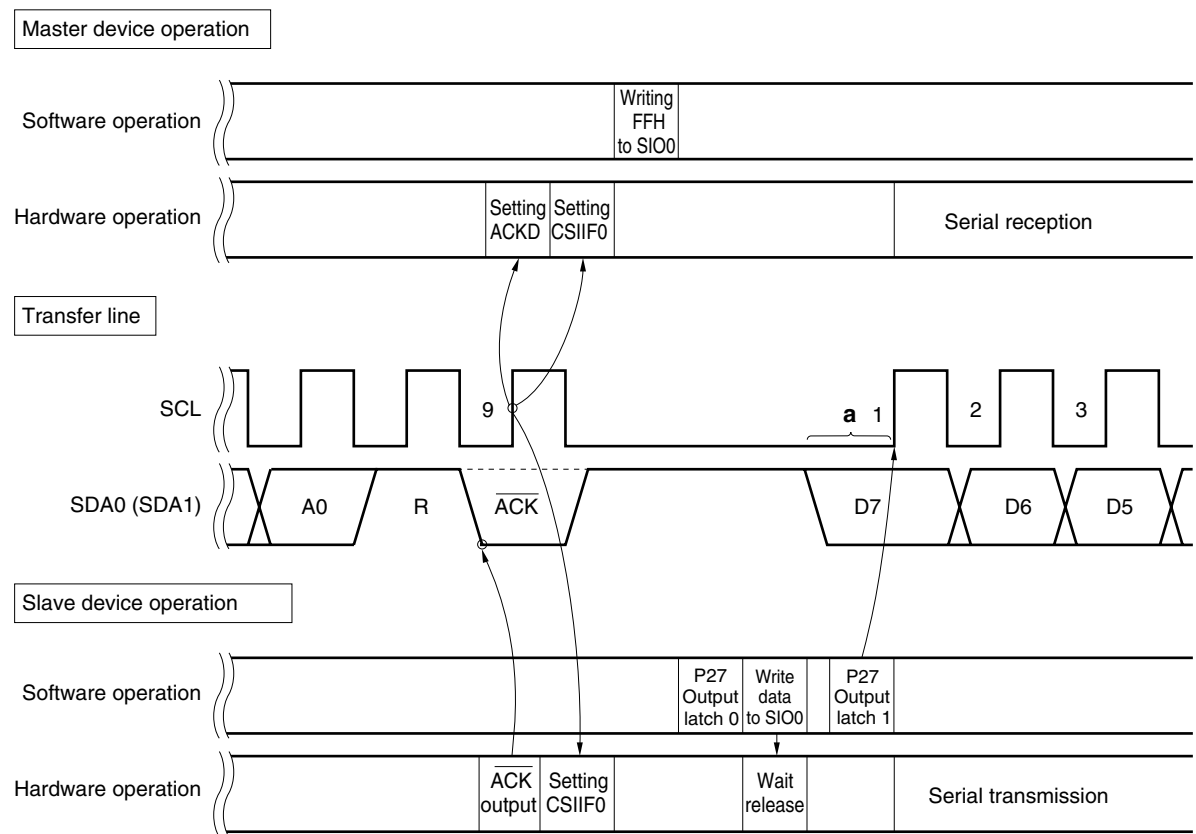 Master device operation
Software operation
Writing
FFH
to SIO0
Hardware operation
Setting
ACKD
Setting
CSIIF0
Serial reception
Transfer line
SCL
9
a 1
2
3
SDA0 (SDA1)
A0
R
ACK
D7
D6
D5
Slave device operation
Software operation
P27
Output
latch 0
Write
data
to SIO0
P27
Output
latch 1
Hardware operation
ACK
output
Setting
CSIIF0
Wait
release
Serial transmission